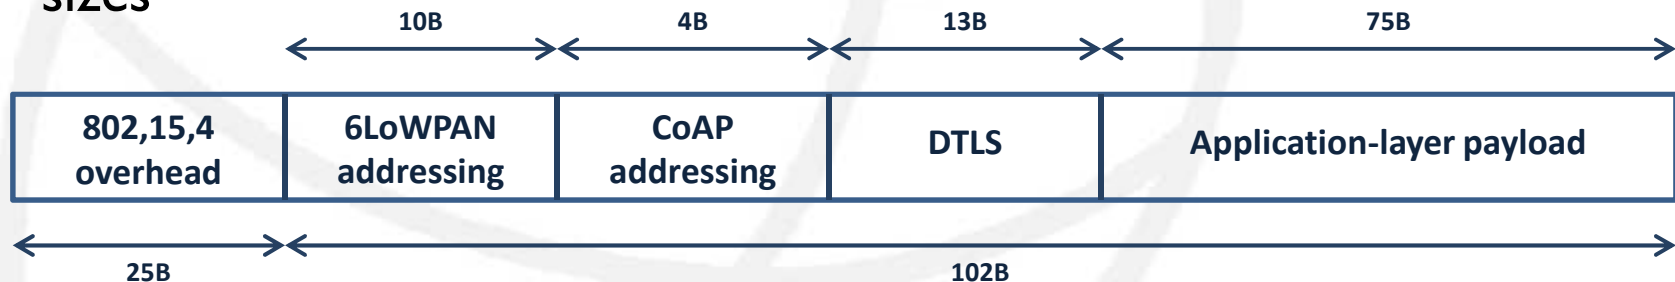 sizes
10B 4B 13B 75B
802,15,4 6LoWPAN CoAP DTLS Application-layer payload
overhead addressing addressing
25B 102B